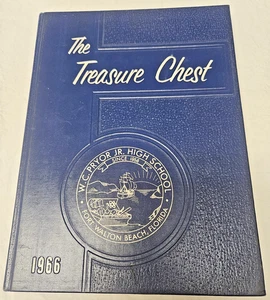 The
Treasure Chest
W.C. PRYOR JR. HIGH SCHOOL
FORT WALTON BEACH, FLORIDA
1966